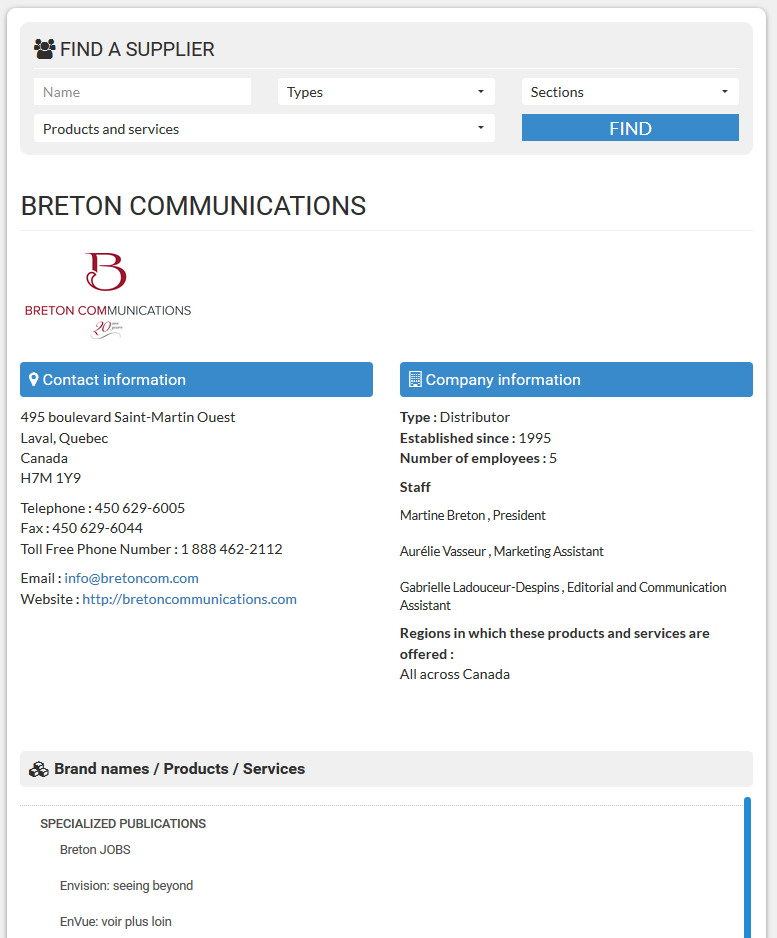 FIND A SUPPLIER
Name
Types
Sections
Products and services
FIND
BRETON COMMUNICATIONS
B
BRETON COMMUNICATIONS
20
Contact information
495 boulevard Saint-Martin Ouest
Laval, Quebec
Canada
H7M 1Y9
Telephone : 450 629-6005
Fax : 450 629-6044
Toll Free Phone Number : 1 888 462-2112
Email : info@bretoncom.com
Website : http://bretoncommunications.com
Company information
Type : Distributor
Established since : 1995
Number of employees : 5
Staff
Martine Breton , President
Aurélie Vasseur , Marketing Assistant
Gabrielle Ladouceur-Despins , Editorial and Communication
Assistant
Regions in which these products and services are
offered :
All across Canada
Brand names / Products / Services
SPECIALIZED PUBLICATIONS
Breton JOBS
Envision: seeing beyond
EnVue: voir plus loin